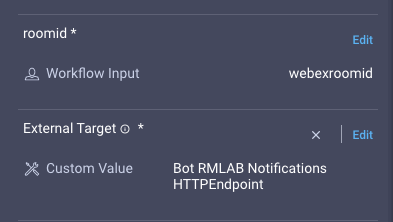 roomid *
Edit
Workflow Input
webexroomid
External Target *
Edit
Custom Value
Bot RMLAB Notifications
HTTPEndpoint